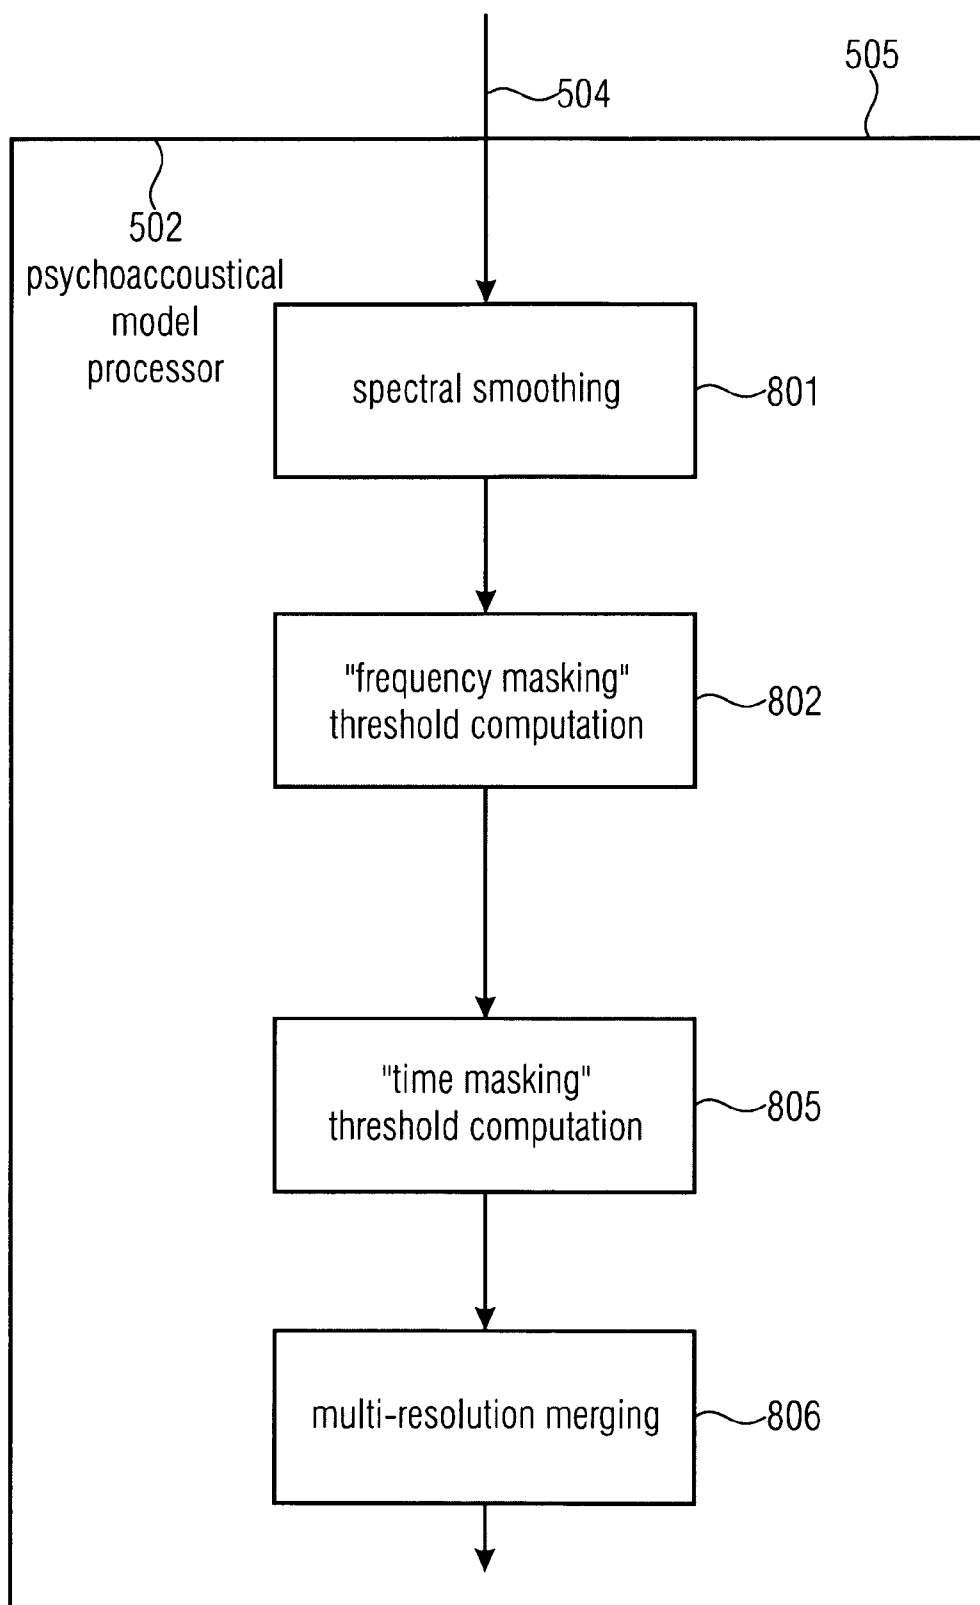 505
504
502
psychoaccoustical
model
processor
spectral smoothing
801
"frequency masking"
threshold computation
802
"time masking"
threshold computation
805
multi-resolution merging
806